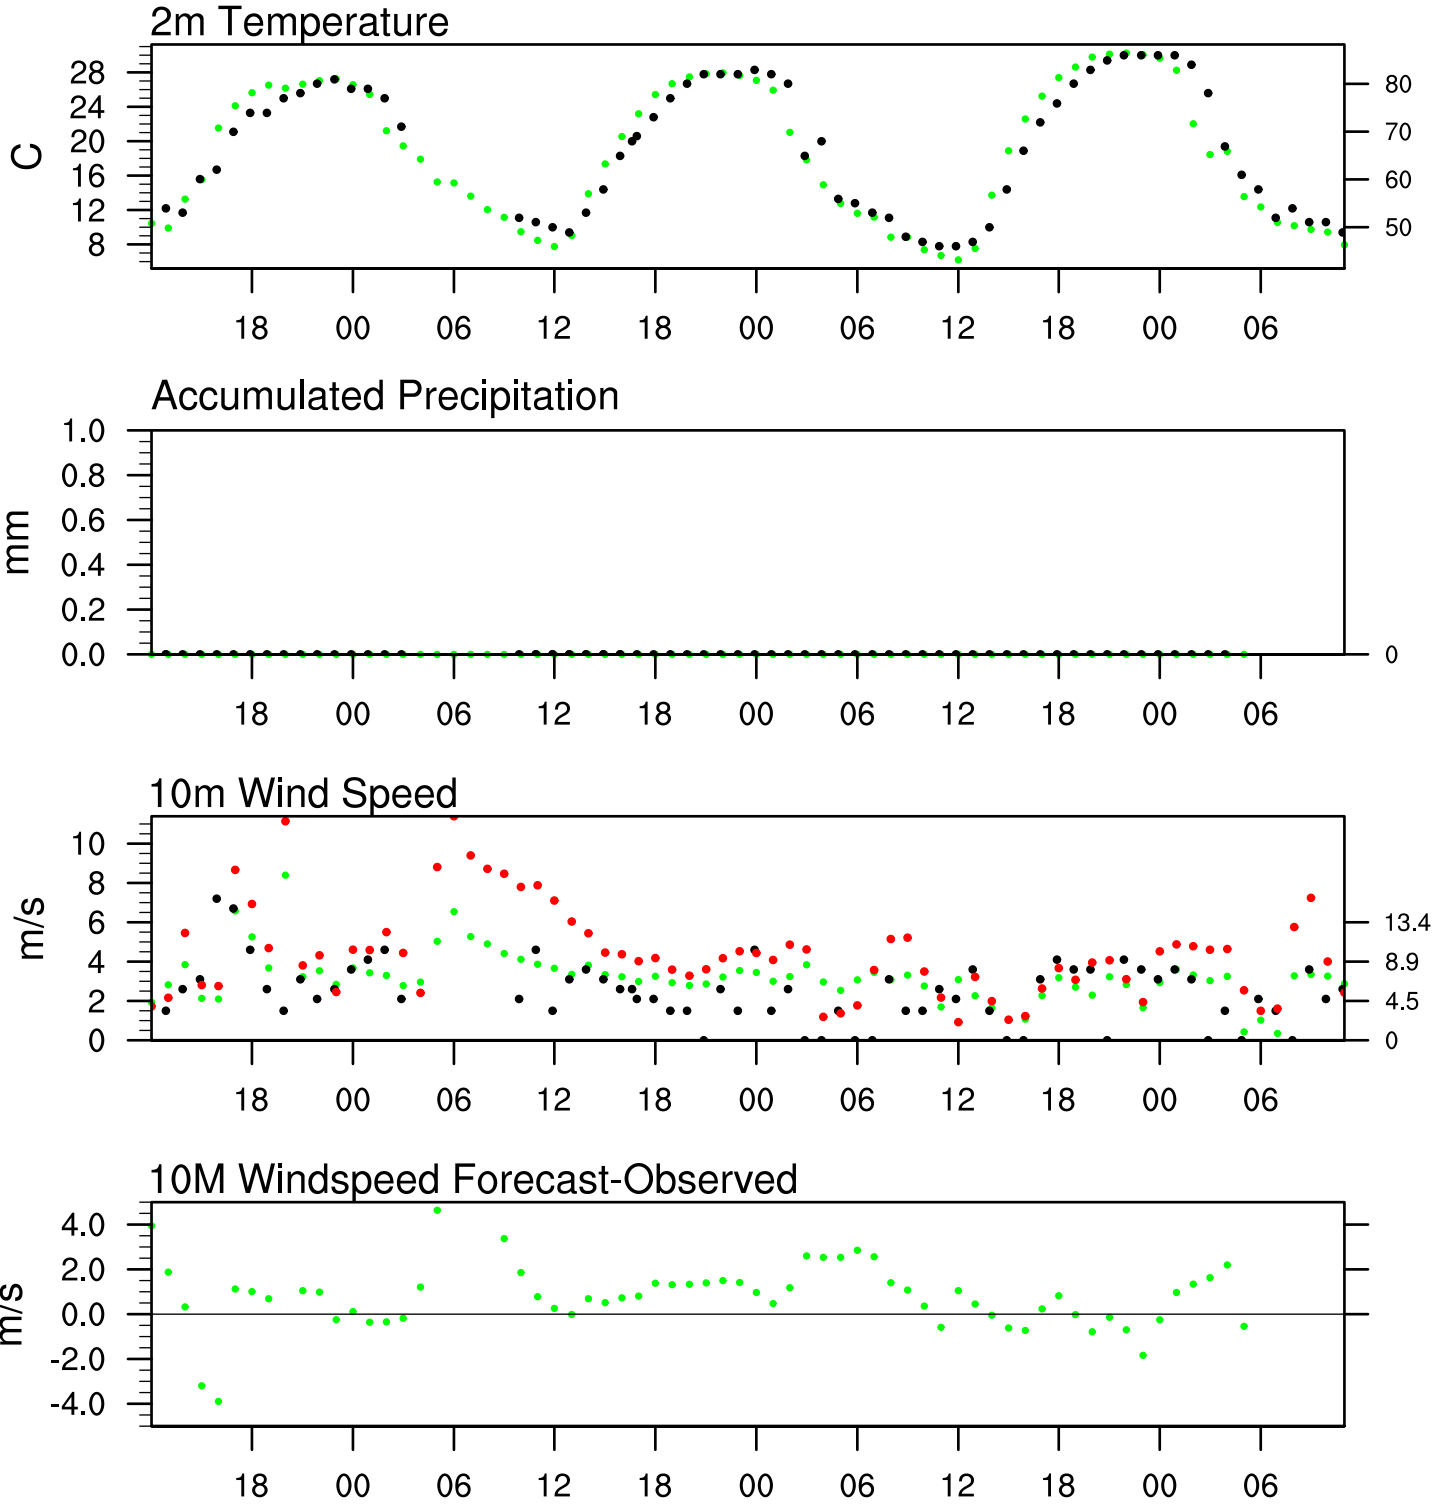 2m Temperature
28
24
20
16
12
8
C
80
70
60
50
18 00 06 12 18 00 06 12 18 00 06
Accumulated Precipitation
1.0
0.8
0.6
0.4
0.2
0.0
mm
0
18 00 06 12 18 00 06 12 18 00 06
10m Wind Speed
10
8
6
4
2
0
m/s
13.4
8.9
4.5
0
18 00 06 12 18 00 06 12 18 00 06
10M Windspeed Forecast-Observed
4.0
2.0
0.0
-2.0
-4.0
m/s
18 00 06 12 18 00 06 12 18 00 06